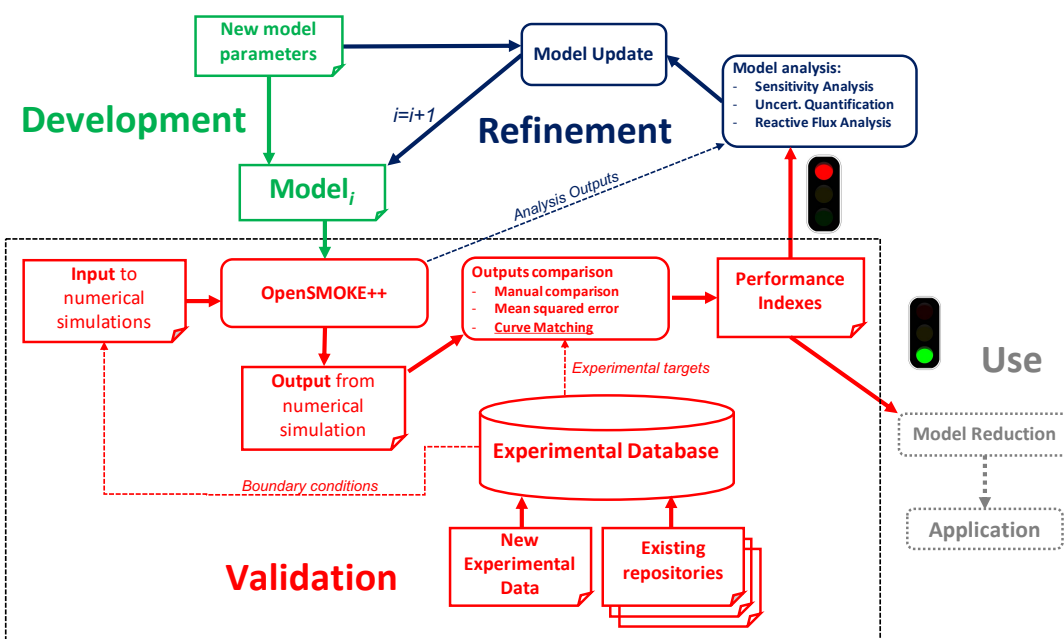 New model
parameters
Model Update
Model analysis:
- Sensitivity Analysis
- Uncert. Quantification
- Reactive Flux Analysis
Development
i=i+1
Refinement
Model_i
Analysis Outputs
Input to
numerical
simulations
OpenSMOKE++
Outputs comparison
- Manual comparison
- Mean squared error
- Curve Matching
Performance
Indexes
Use
Output from
numerical
simulation
Experimental targets
Model Reduction
Experimental Database
Boundary conditions
Application
New
Experimental
Data
Existing
repositories
Validation